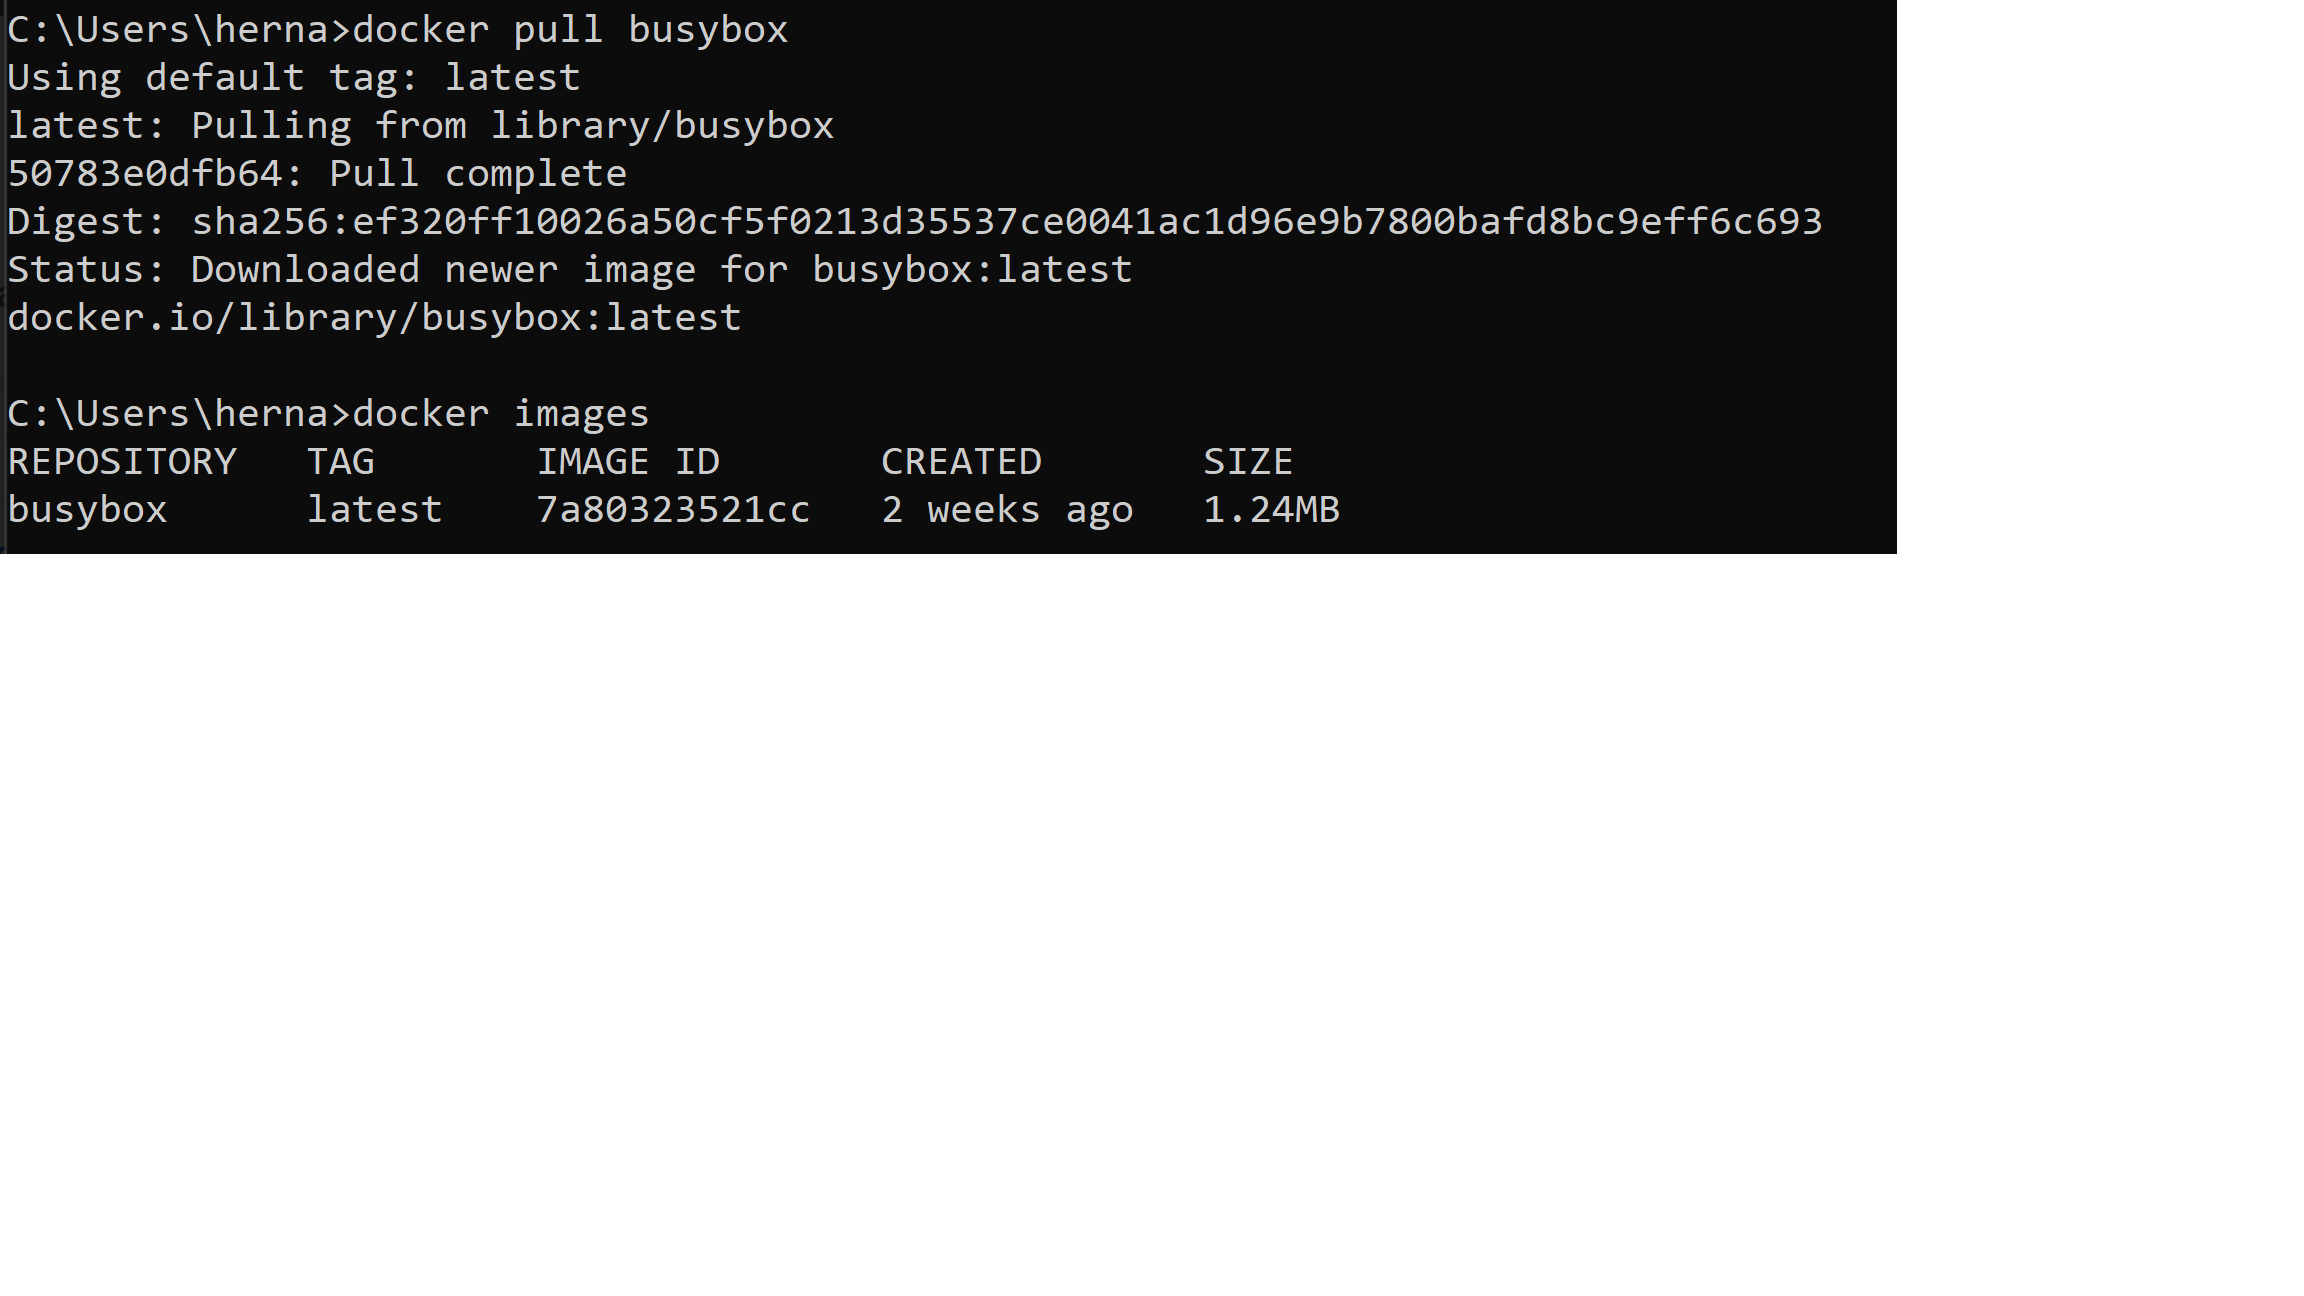 C:\Users\herna>docker pull busybox
Using default tag: latest
latest: Pulling from library/busybox
50783e0dfb64: Pull complete
Digest: sha256:ef320ff10026a50cf5f0213d35537ce0041ac1d96e9b7800bafd8bc9eff6c693
Status: Downloaded newer image for busybox:latest
docker.io/library/busybox:latest
C:\Users\herna>docker images
REPOSITORY   TAG       IMAGE ID       CREATED       SIZE
busybox      latest    7a80323521cc   2 weeks ago   1.24MB